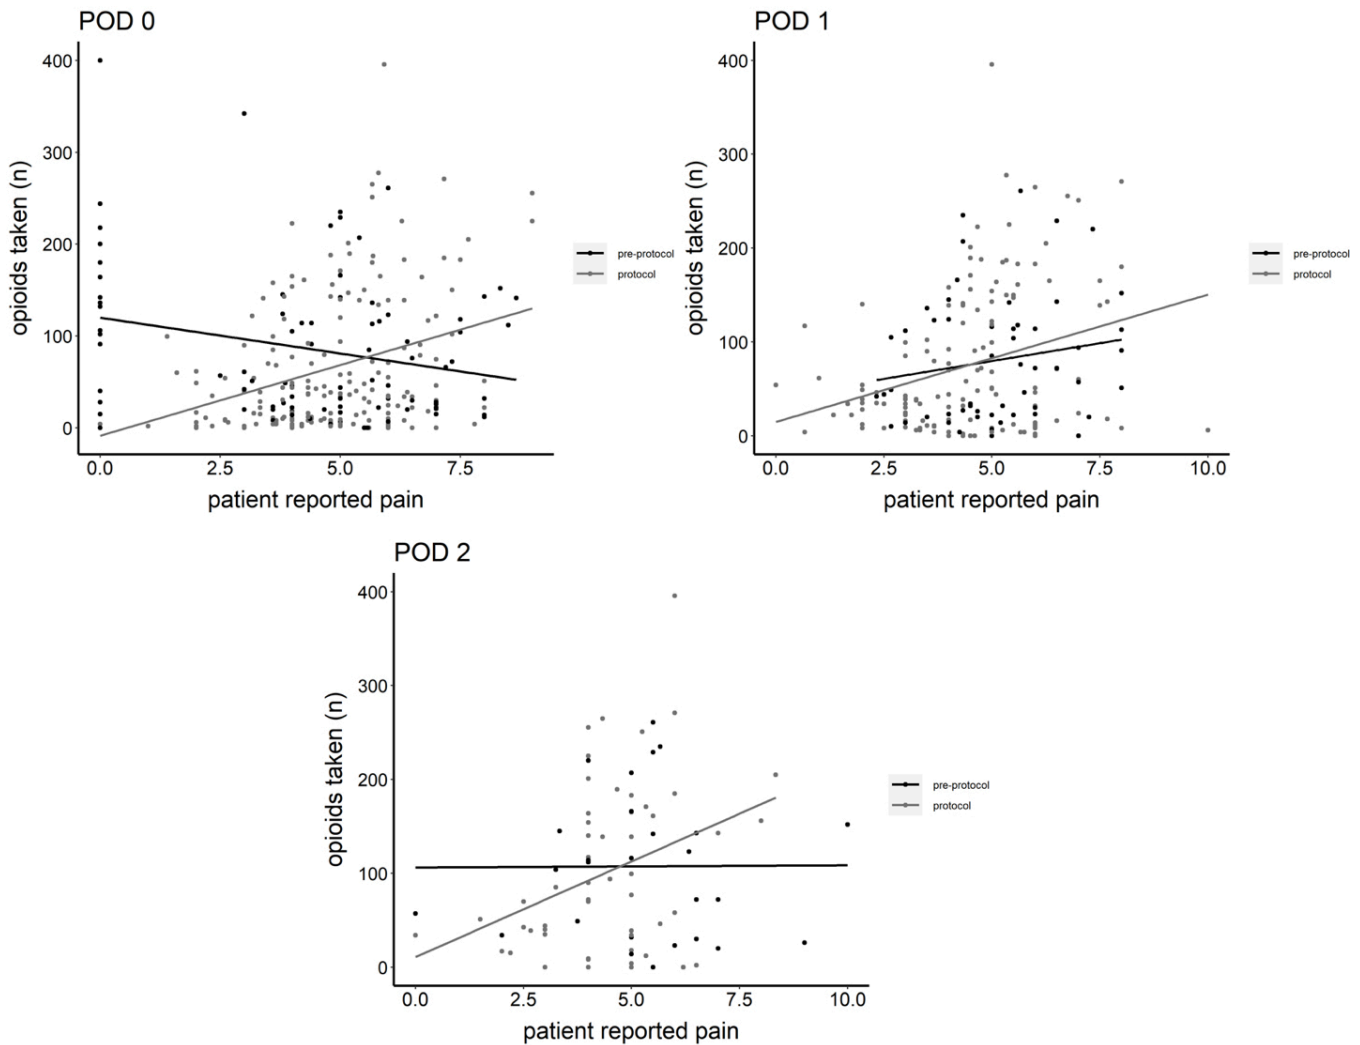 POD 0
opioids taken (n)
400
300
200
100
0
0.0 2.5 5.0 7.5
patient reported pain
pre-protocol
protocol
POD 1
opioids taken (n)
400
300
200
100
0
0.0 2.5 5.0 7.5 10.0
patient reported pain
pre-protocol
protocol
POD 2
opioids taken (n)
400
300
200
100
0
0.0 2.5 5.0 7.5 10.0
patient reported pain
pre-protocol
protocol